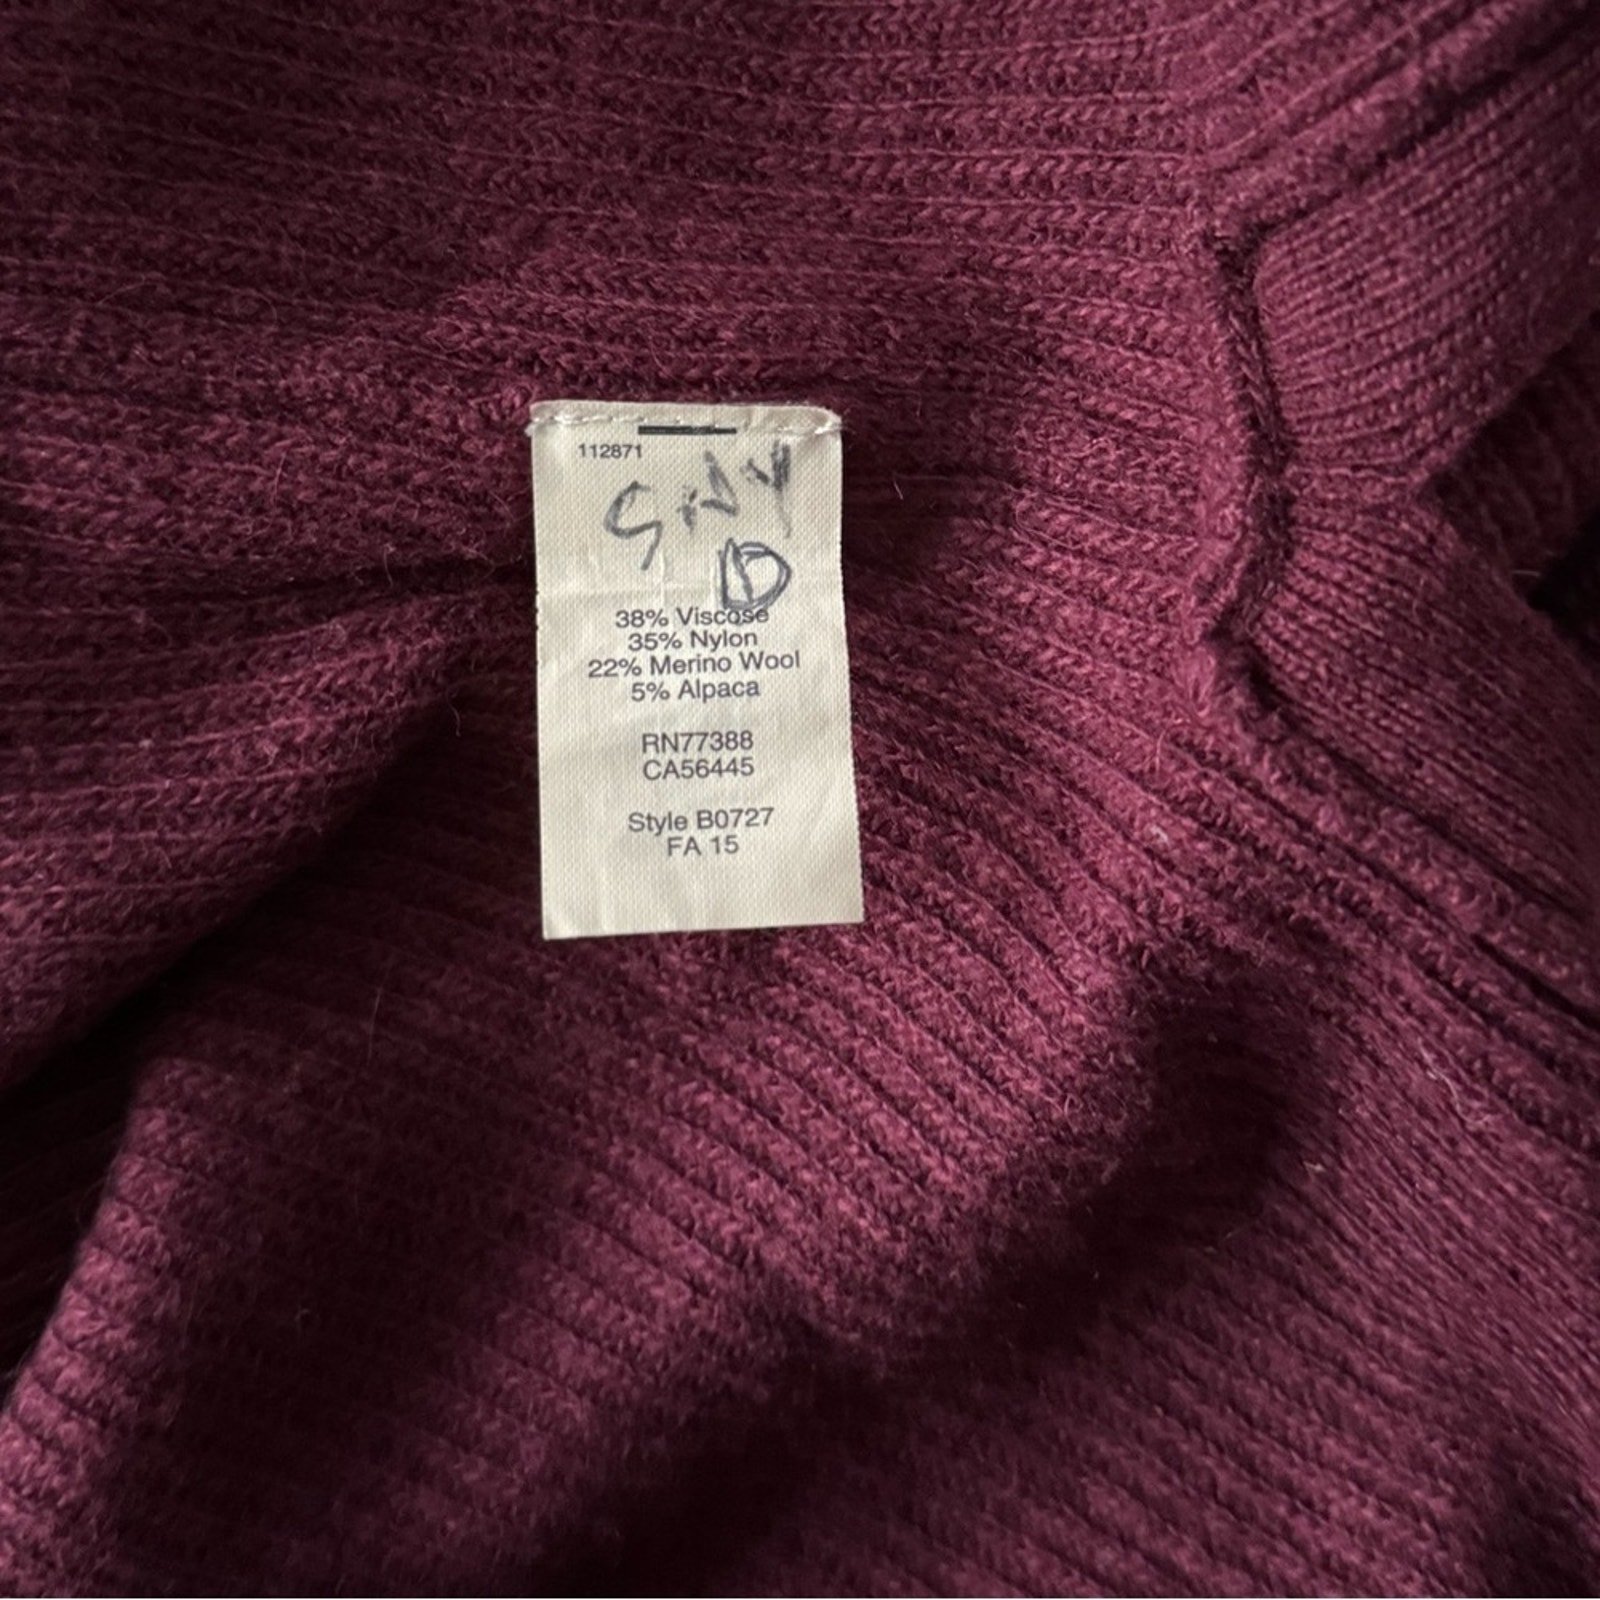 112871
38% Viscose
35% Nylon
22% Merino Wool
5% Alpaca
RN77388
CA56445
Style B0727
FA 15